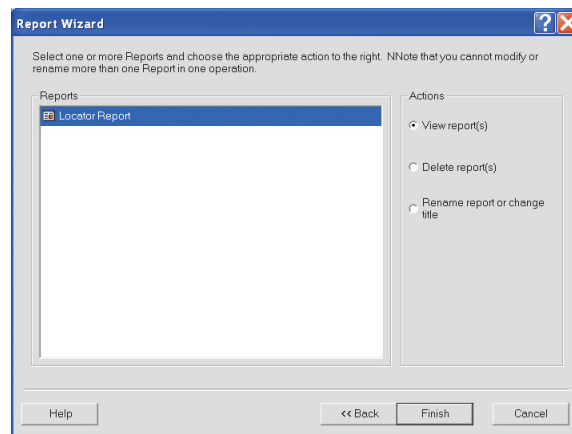 Report Wizard
Select one or more Reports and choose the appropriate action to the right. NNote that you cannot modify or
rename more than one Report in one operation.
Reports
Locator Report
Actions
View report(s)
Delete report(s)
Rename report or change
title
Help
<< Back
Finish
Cancel